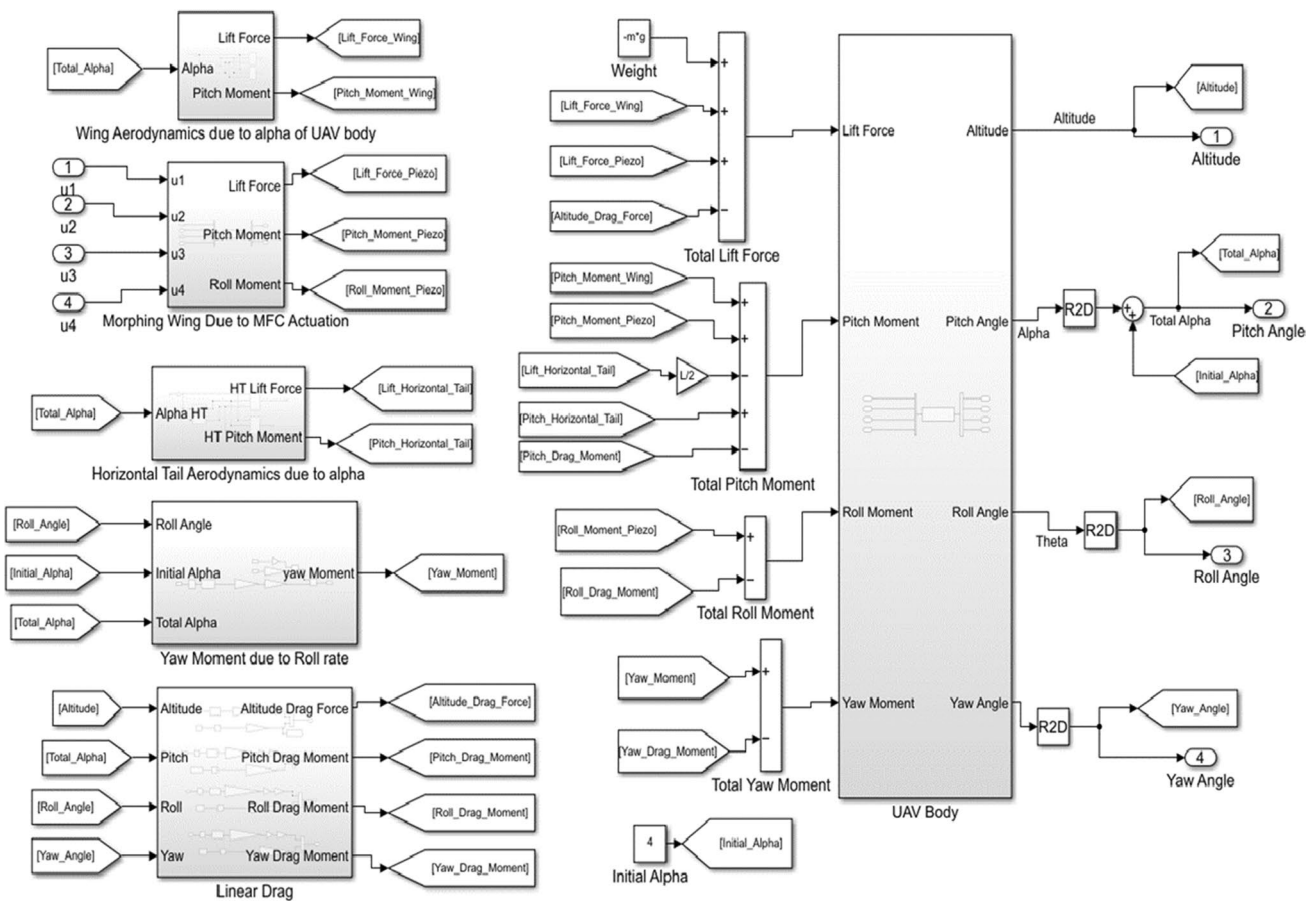 [Total_Alpha]
Alpha
Lift Force
Pitch Moment
[Lift_Force_Wing]
[Pitch_Moment_Wing]
Wing Aerodynamics due to alpha of UAV body
1
u1
2
u2
3
u3
4
u4
u1
u2
u3
u4
Lift Force
Pitch Moment
Roll Moment
[Lift_Force_Piezo]
[Pitch_Moment_Piezo]
[Roll_Moment_Piezo]
Morphing Wing Due to MFC Actuation
[Total_Alpha]
Alpha HT
HT Lift Force
HT Pitch Moment
[Lift_Horizontal_Tail]
[Pitch_Horizontal_Tail]
Horizontal Tail Aerodynamics due to alpha
[Roll_Angle]
[Initial_Alpha]
[Total_Alpha]
Roll Angle
Initial Alpha
Total Alpha
yaw Moment
[Yaw_Moment]
Yaw Moment due to Roll rate
[Altitude]
[Total_Alpha]
[Roll_Angle]
[Yaw_Angle]
Altitude
Pitch
Roll
Yaw
Altitude Drag Force
Pitch Drag Moment
Roll Drag Moment
Yaw Drag Moment
[Altitude_Drag_Force]
[Pitch_Drag_Moment]
[Roll_Drag_Moment]
[Yaw_Drag_Moment]
Linear Drag
-m*g
Weight
[Lift_Force_Wing]
[Lift_Force_Piezo]
[Altitude_Drag_Force]
+
+
+
−
Total Lift Force
[Pitch_Moment_Wing]
[Pitch_Moment_Piezo]
[Lift_Horizontal_Tail]
L/2
[Pitch_Horizontal_Tail]
[Pitch_Drag_Moment]
+
+
−
+
−
Total Pitch Moment
[Roll_Moment_Piezo]
[Roll_Drag_Moment]
+
−
Total Roll Moment
[Yaw_Moment]
[Yaw_Drag_Moment]
+
−
Total Yaw Moment
4
Initial Alpha
[Initial_Alpha]
Lift Force
Pitch Moment
Roll Moment
Yaw Moment
Altitude
Pitch Angle
Roll Angle
Yaw Angle
UAV Body
Altitude
[Altitude]
1
Altitude
Alpha
R2D
+
+
Total Alpha
[Total_Alpha]
2
Pitch Angle
[Initial_Alpha]
Theta
R2D
[Roll_Angle]
3
Roll Angle
R2D
[Yaw_Angle]
4
Yaw Angle